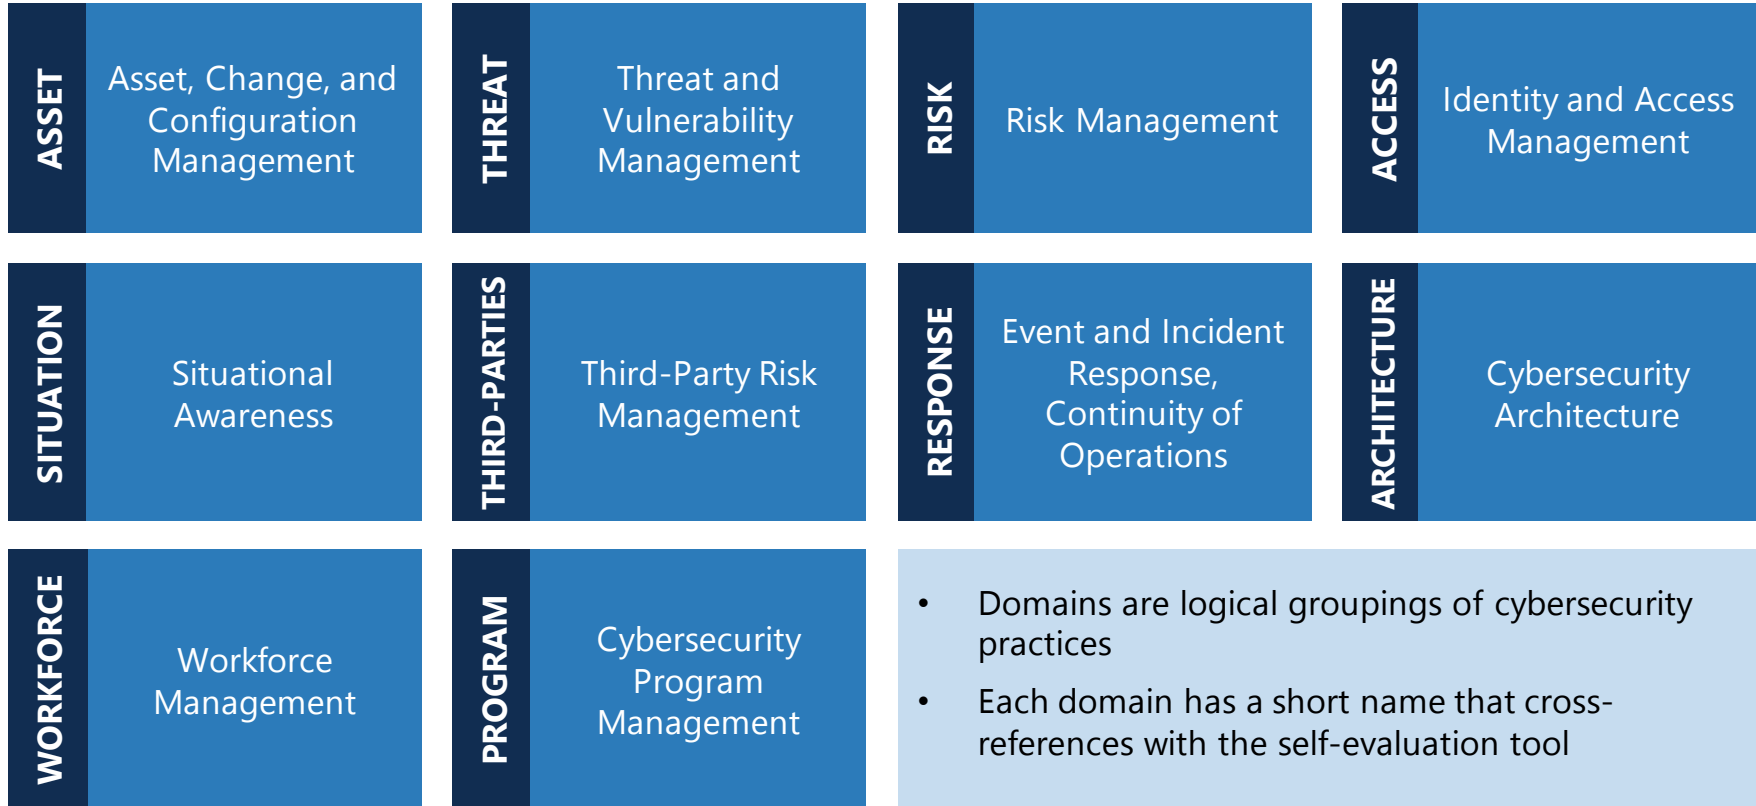 ASSET
Asset, Change, and
Configuration
Management
THREAT
Threat and
Vulnerability
Management
RISK
Risk Management
ACCESS
Identity and Access
Management
SITUATION
Situational
Awareness
THIRD-PARTIES
Third-Party Risk
Management
RESPONSE
Event and Incident
Response,
Continuity of
Operations
ARCHITECTURE
Cybersecurity
Architecture
WORKFORCE
Workforce
Management
PROGRAM
Cybersecurity
Program
Management
• Domains are logical groupings of cybersecurity
practices
• Each domain has a short name that cross-
references with the self-evaluation tool